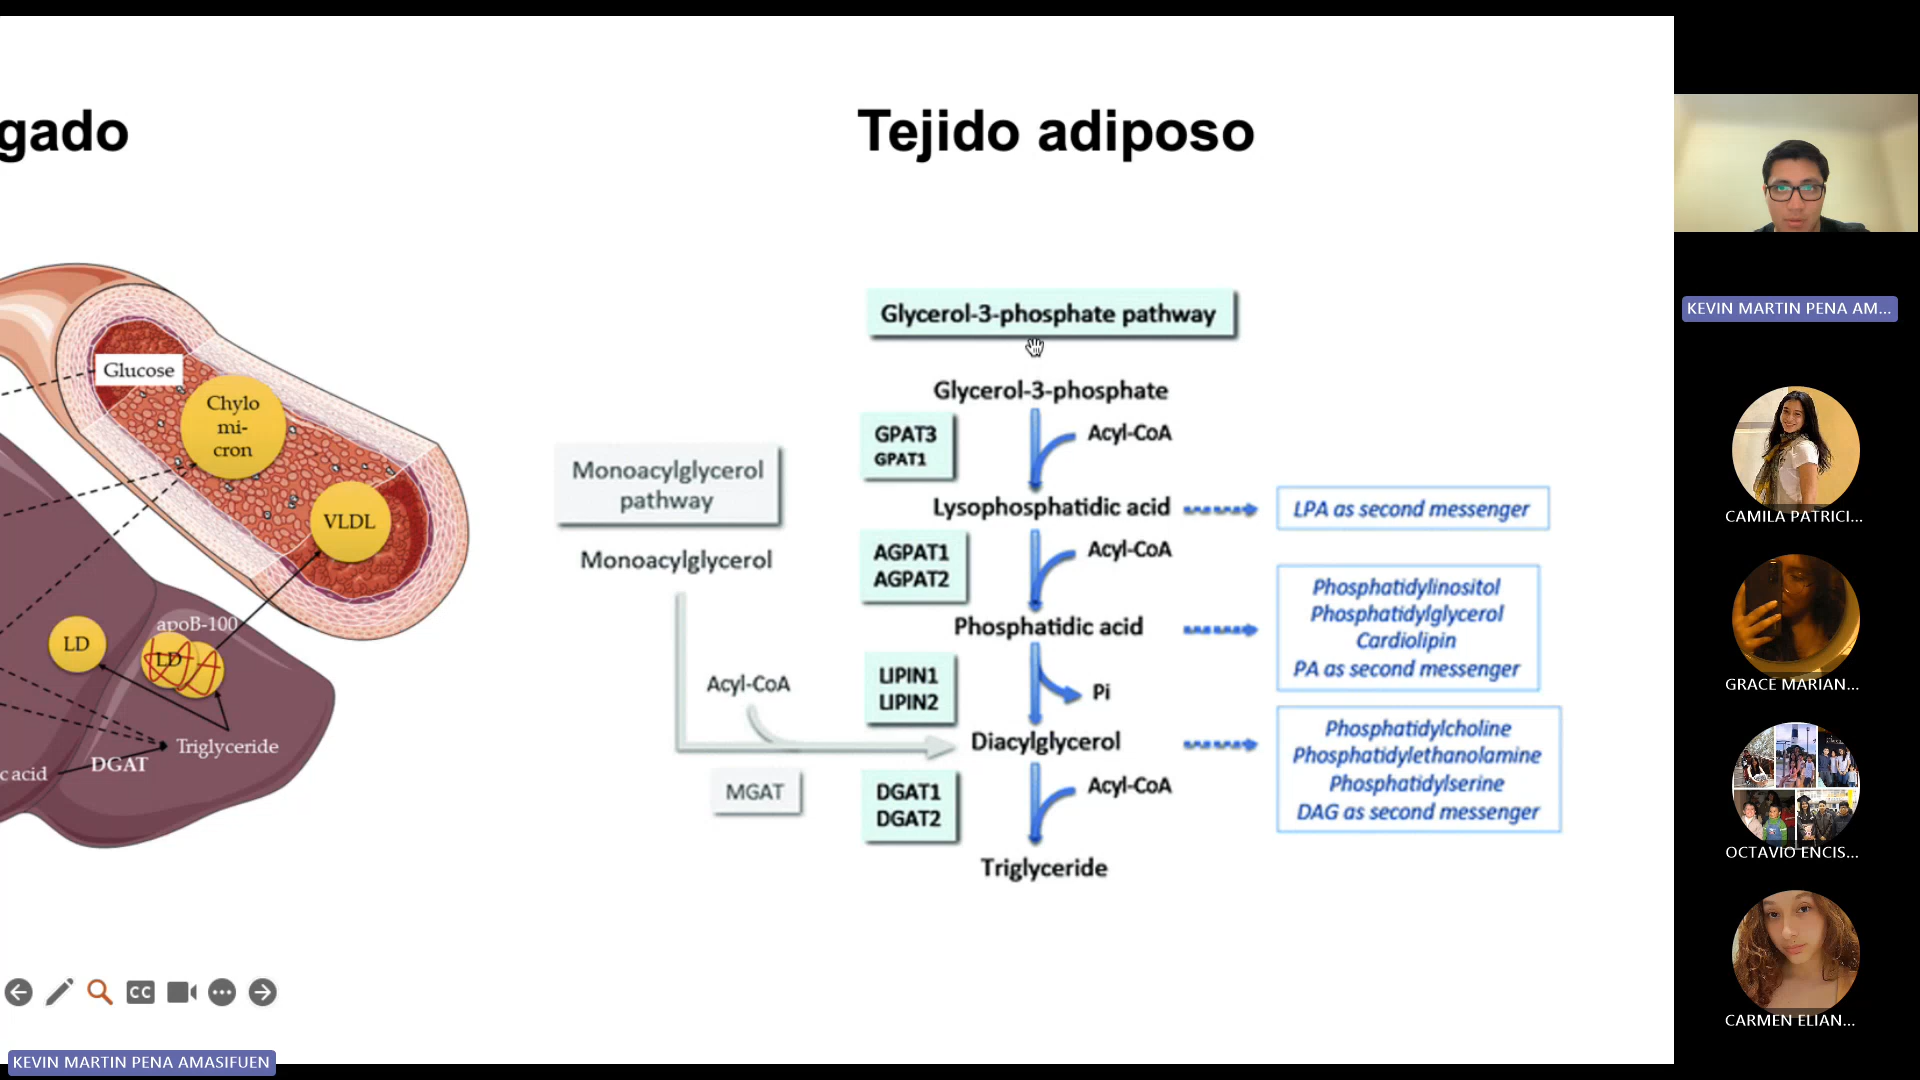 gado
Tejido adiposo
Glucose
Chylo
mi-
cron
VLDL
apoB-100
LD
LD
Triglyceride
DGAT
c acid
Glycerol-3-phosphate pathway
Glycerol-3-phosphate
GPAT3
GPAT1
Acyl-CoA
Monoacylglycerol
pathway
Monoacylglycerol
Lysophosphatidic acid
LPA as second messenger
AGPAT1
AGPAT2
Acyl-CoA
Phosphatidic acid
Phosphatidylinositol
Phosphatidylglycerol
Cardiolipin
PA as second messenger
LIPIN1
LIPIN2
Pi
Acyl-CoA
MGAT
Diacylglycerol
Phosphatidylcholine
Phosphatidylethanolamine
Phosphatidylserine
DAG as second messenger
DGAT1
DGAT2
Acyl-CoA
Triglyceride
CC
KEVIN MARTIN PENA AMASIFUEN
KEVIN MARTIN PENA AM...
CAMILA PATRICI...
GRACE MARIAN...
OCTAVIO ENCIS...
CARMEN ELIAN...